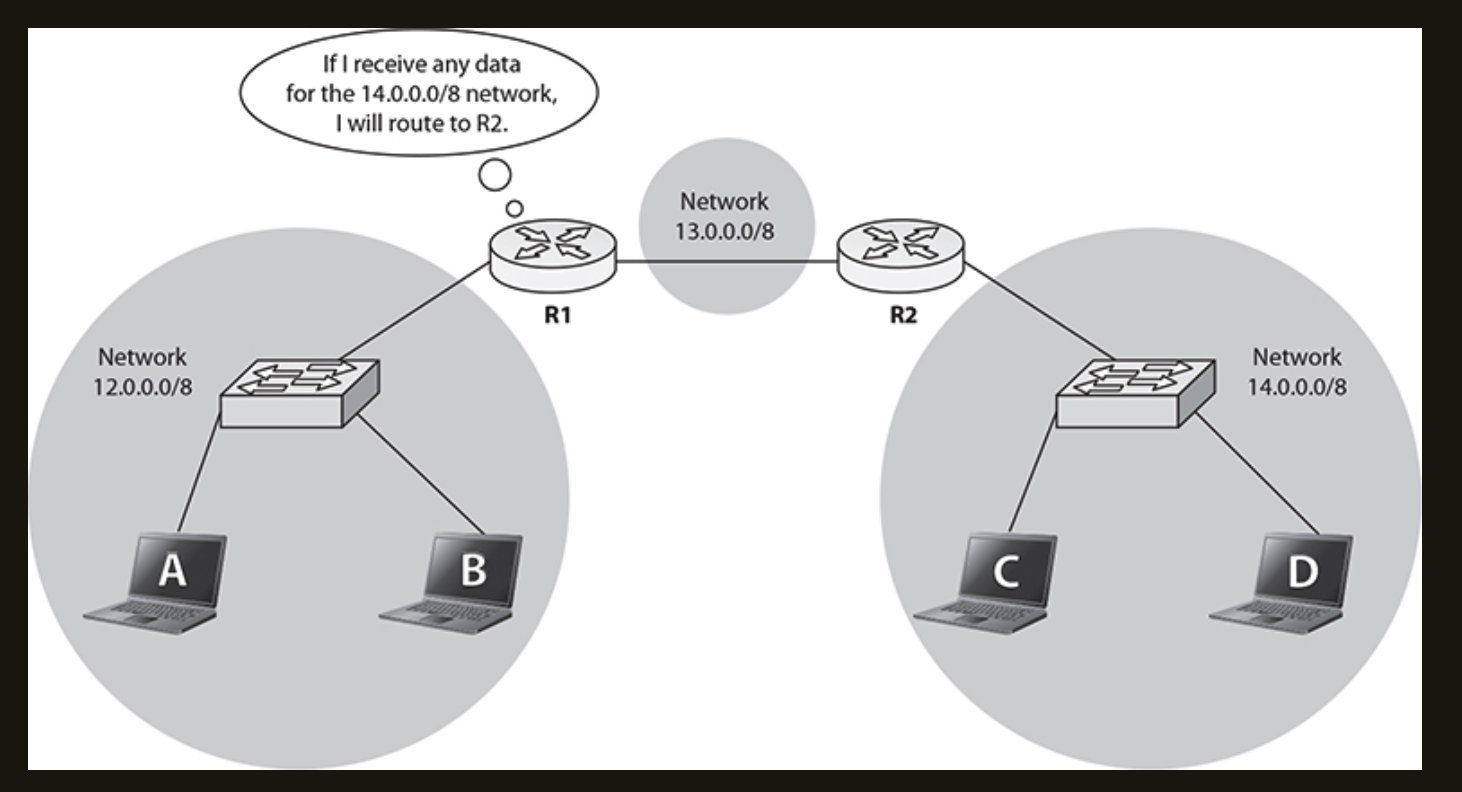 If I receive any data
for the 14.0.0.0/8 network,
I will route to R2.
Network
13.0.0.0/8
R1
R2
Network
12.0.0.0/8
Network
14.0.0.0/8
A
B
C
D